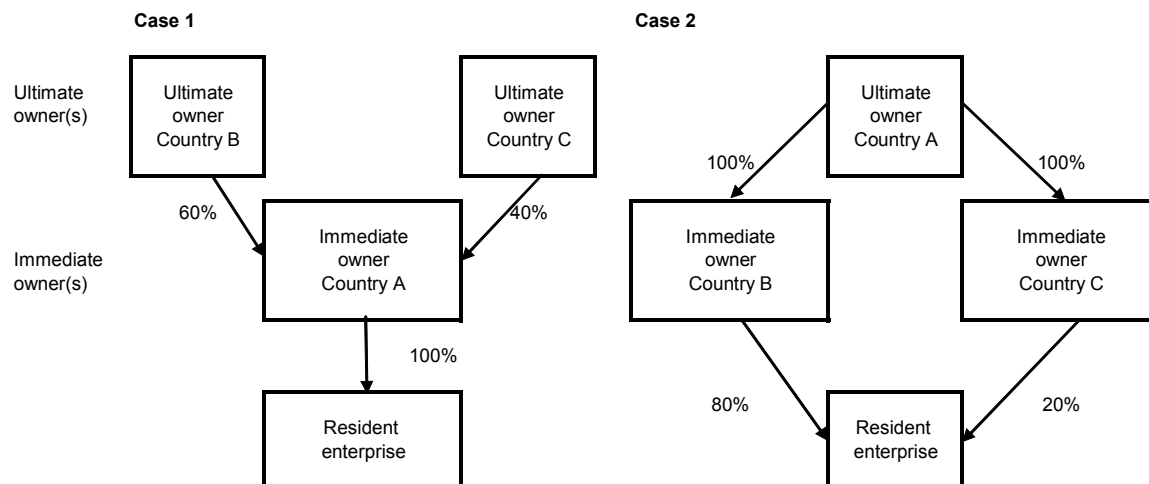 Case 1
Case 2
Ultimate
owner(s)
Ultimate
owner
Country B
Ultimate
owner
Country C
Ultimate
owner
Country A
60%
40%
100%
100%
Immediate
owner(s)
Immediate
owner
Country A
Immediate
owner
Country B
Immediate
owner
Country C
100%
80%
20%
Resident
enterprise
Resident
enterprise